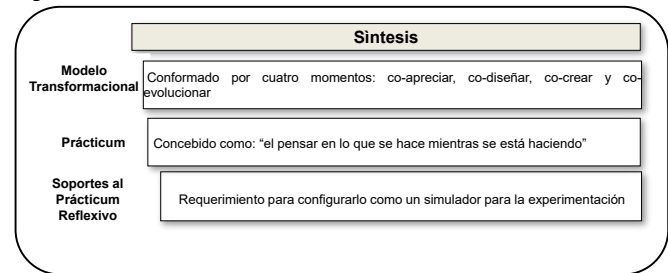 Sìntesis
Modelo
Transformacional
Conformado por cuatro momentos: co-apreciar, co-diseñar, co-crear y co-
evolucionar
Prácticum
Concebido como: “el pensar en lo que se hace mientras se está haciendo”
Soportes al
Prácticum
Reflexivo
Requerimiento para configurarlo como un simulador para la experimentación